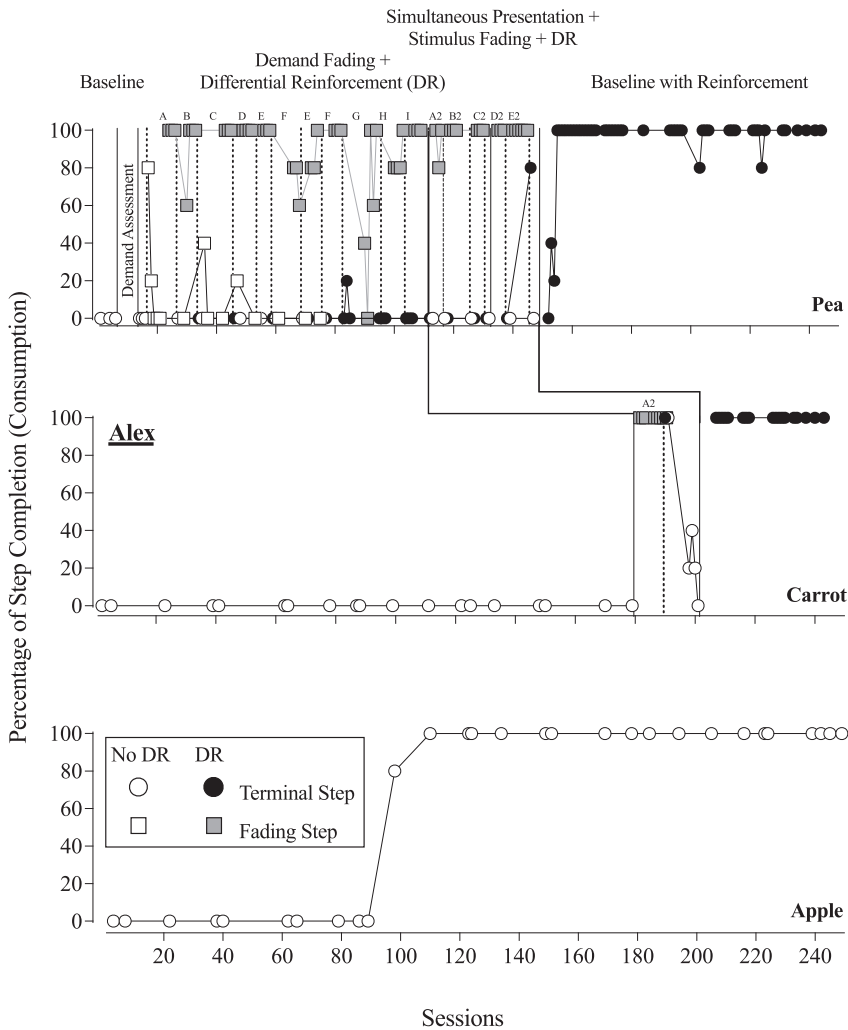 Simultaneous Presentation +
Stimulus Fading + DR
Demand Fading +
Baseline
Differential Reinforcement (DR)
Baseline with Reinforcement
A B C D E F E F G H I A2 B2 C2 D2 E2
100
80
60
40
20
0
Demand Assessment
Pea
Percentage of Step Completion (Consumption)
A2
100
80
60
40
20
0
Alex
Carrot
100
80
60
40
20
0
No DR DR
Terminal Step
Fading Step
Apple
20 40 60 80 100 120 140 160 180 200 220 240
Sessions